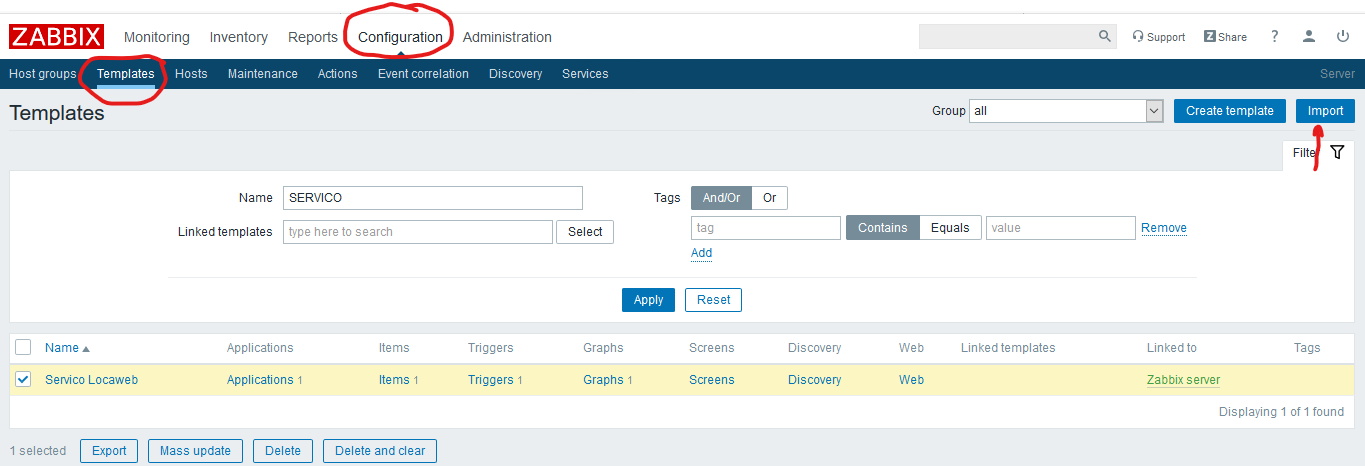 ZABBIX Monitoring Inventory Reports Configuration Administration Support Z Share ?
Host groups Templates Hosts Maintenance Actions Event correlation Discovery Services Server
Templates Group all Create template Import
Filter
Name SERVICO Tags And/Or Or
Linked templates type here to search Select tag Contains Equals value Remove
Add
Apply Reset
Name Applications Items Triggers Graphs Screens Discovery Web Linked templates Linked to Tags
Servico Locaweb Applications 1 Items 1 Triggers 1 Graphs 1 Screens Discovery Web Zabbix server
Displaying 1 of 1 found
1 selected Export Mass update Delete Delete and clear